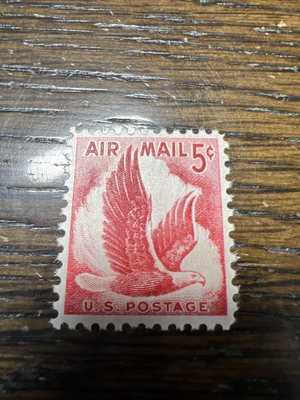 AIR MAIL 5¢
U.S. POSTAGE